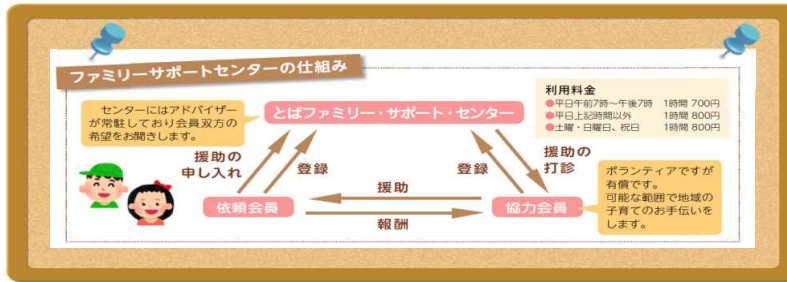 ファミリーサポートセンターの仕組み
センターにはアドバイザー
が常駐しており会員双方の
希望をお聞きします。
とばファミリー・サポート・センター
利用料金
●平日午前7時～午後7時 1時間 700円
●平日上記時間以外 1時間 800円
●土曜・日曜日、祝日 1時間 800円
援助の
申し入れ
登録
登録
援助の
打診
援助
依頼会員
協力会員
報酬
ボランティアですが
有償です。
可能な範囲で地域の
子育てのお手伝いを
します。